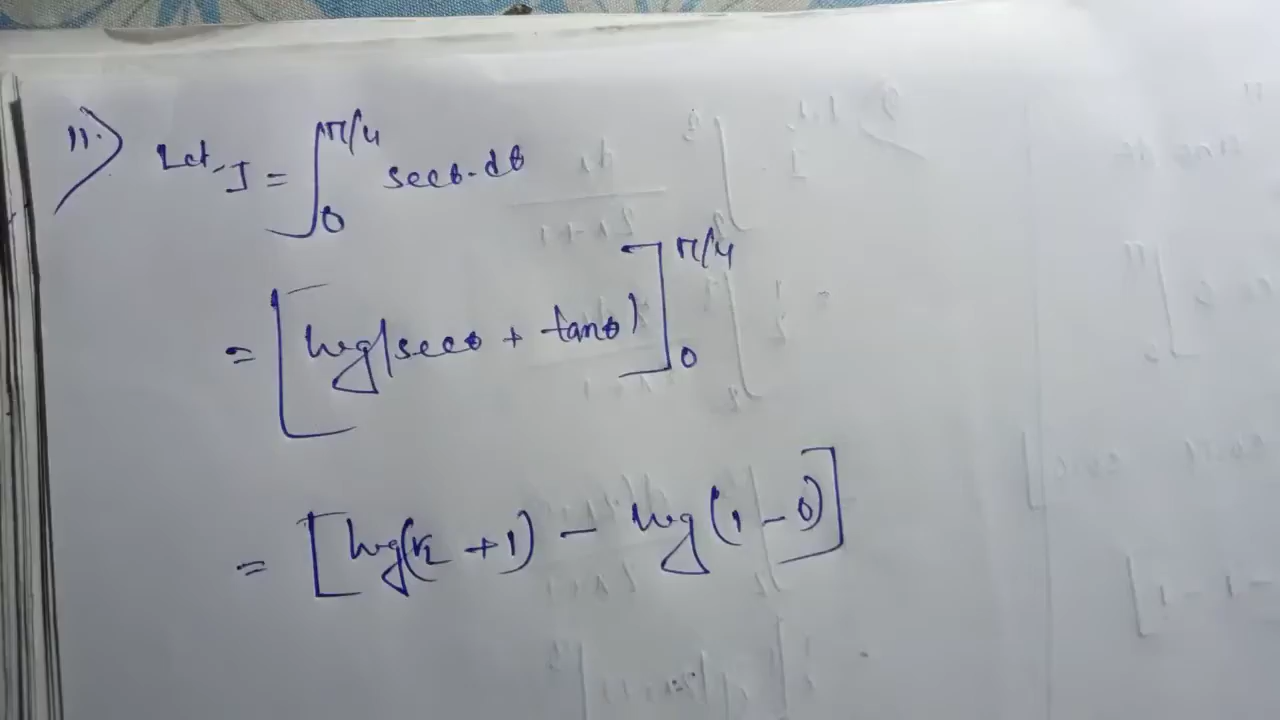 11.) Let, I = ∫₀^π/4 secθ.dθ
= [log(secθ + tanθ)]₀^π/4
= [log(√2 + 1) - log(1 - 0)]